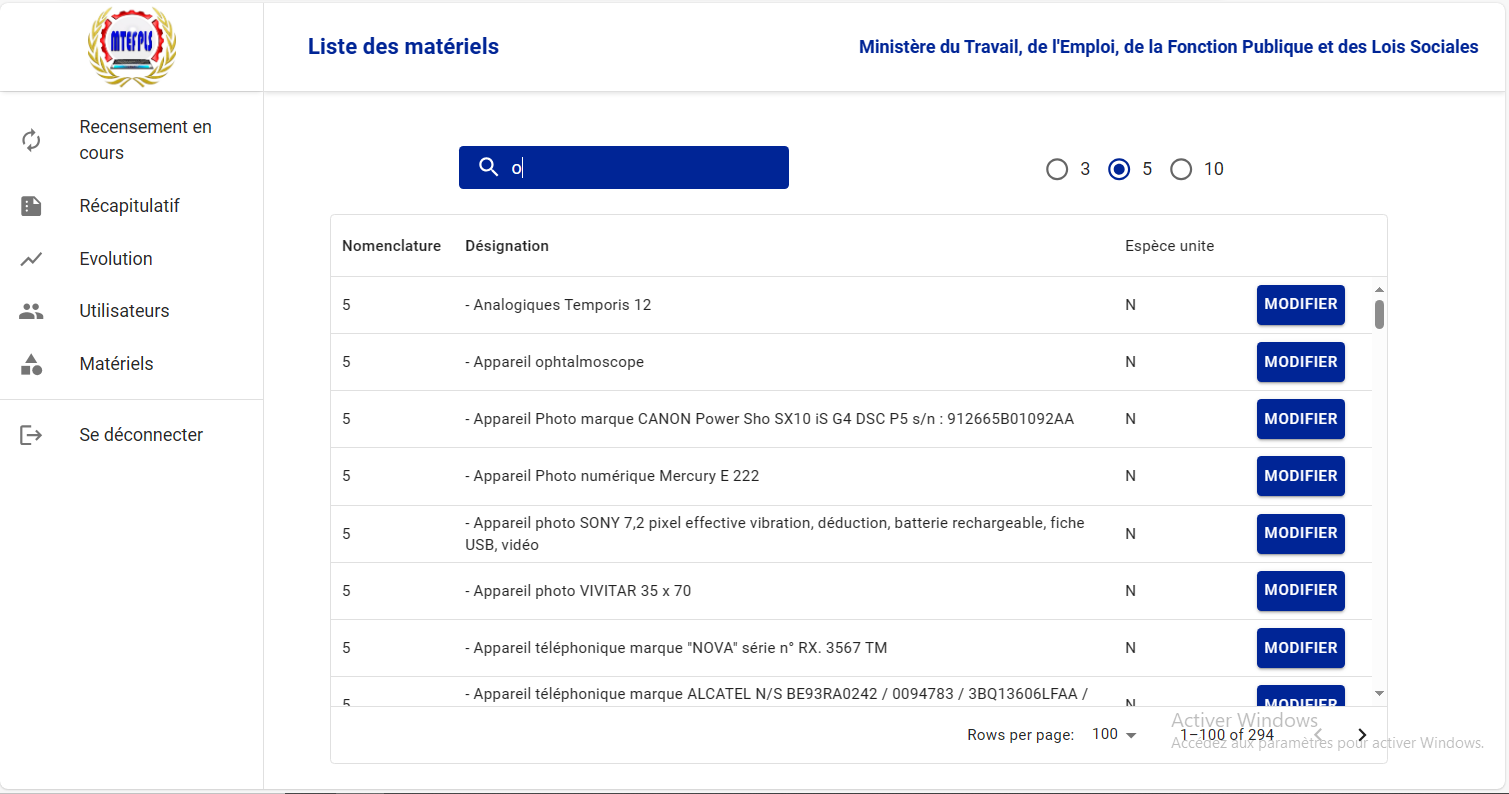 MTEFPLS
Liste des matériels
Ministère du Travail, de l'Emploi, de la Fonction Publique et des Lois Sociales
Recensement en
cours
Récapitulatif
Evolution
Utilisateurs
Matériels
Se déconnecter
o
3 5 10
Nomenclature Désignation Espèce unite
5 - Analogiques Temporis 12 N MODIFIER
5 - Appareil ophtalmoscope N MODIFIER
5 - Appareil Photo marque CANON Power Sho SX10 iS G4 DSC P5 s/n : 912665B01092AA N MODIFIER
5 - Appareil Photo numérique Mercury E 222 N MODIFIER
5 - Appareil photo SONY 7,2 pixel effective vibration, déduction, batterie rechargeable, fiche
USB, vidéo N MODIFIER
5 - Appareil photo VIVITAR 35 x 70 N MODIFIER
5 - Appareil téléphonique marque "NOVA" série n° RX. 3567 TM N MODIFIER
5 - Appareil téléphonique marque ALCATEL N/S BE93RA0242 / 0094783 / 3BQ13606LFAA / N MODIFIER
Rows per page: 100 1–100 of 294
Activer Windows
Accédez aux paramètres pour activer Windows.